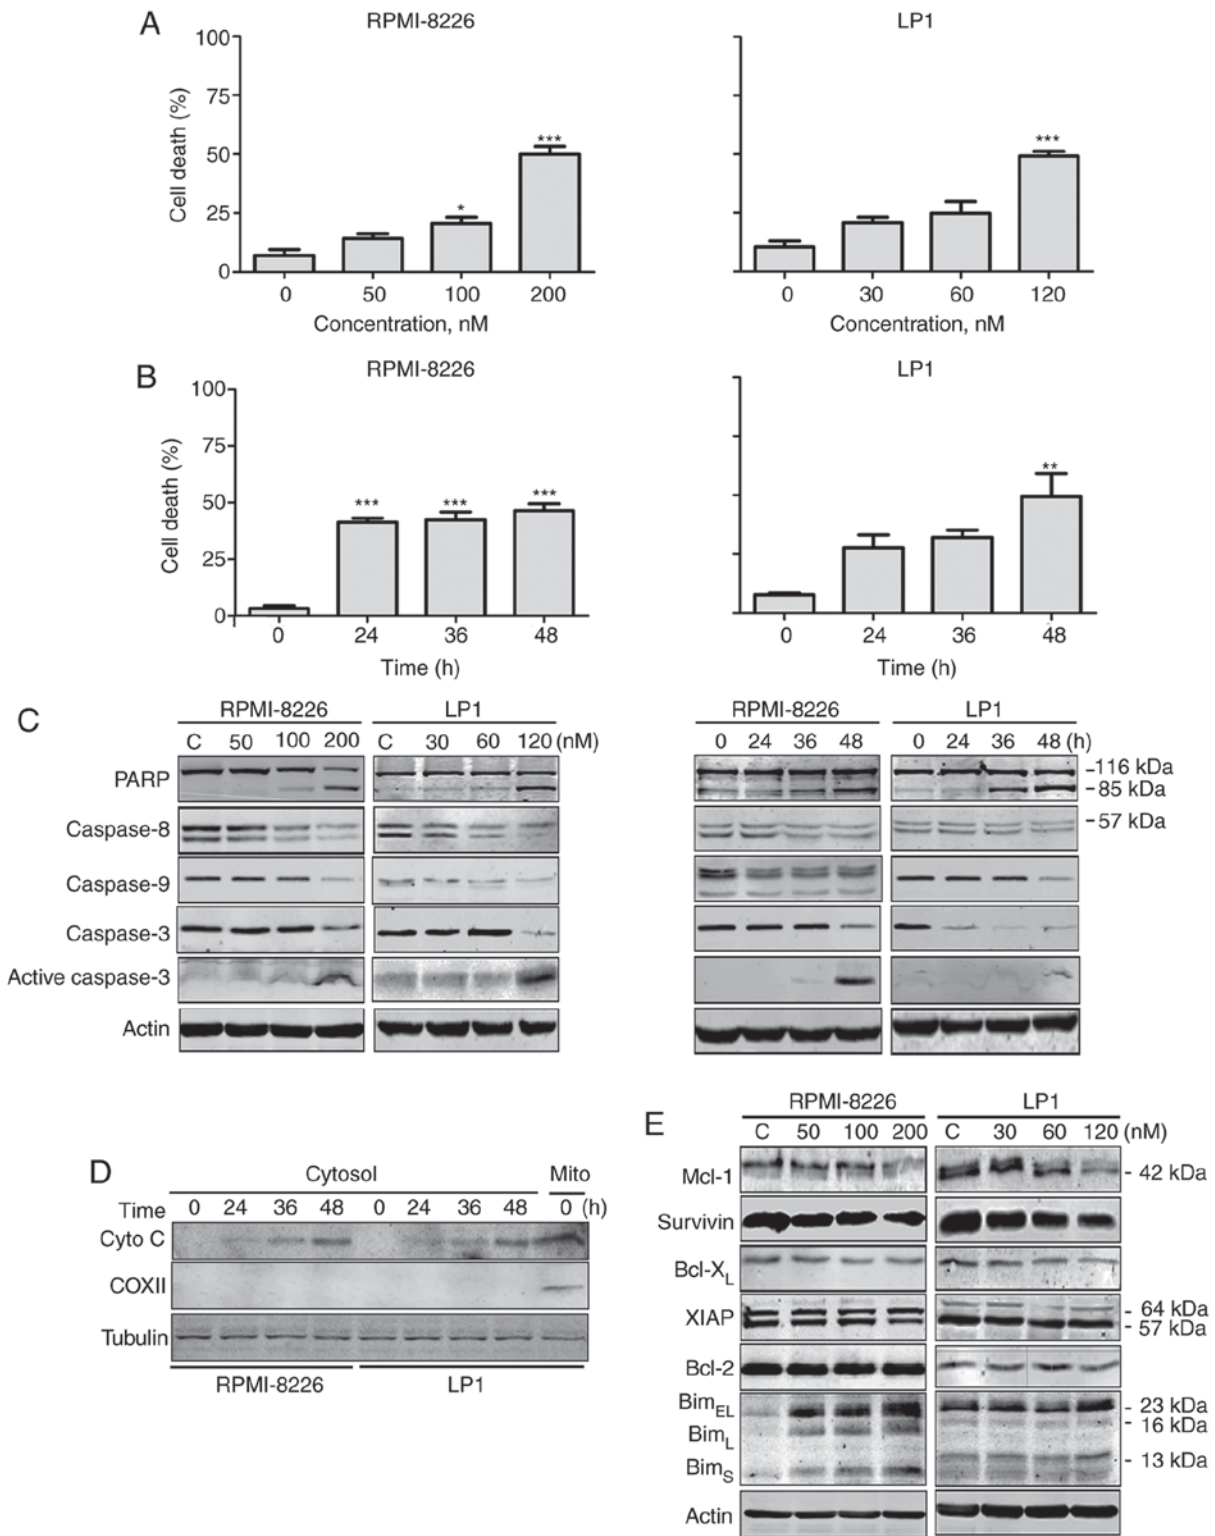 A
RPMI-8226
LP1
Cell death (%)
100
75
50
25
0
***
*
***
0 50 100 200
0 30 60 120
Concentration, nM
Concentration, nM
B
RPMI-8226
LP1
Cell death (%)
100
75
50
25
0
*** *** ***
**
0 24 36 48
0 24 36 48
Time (h)
Time (h)
C
RPMI-8226 LP1
C 50 100 200 C 30 60 120 (nM)
RPMI-8226 LP1
0 24 36 48 0 24 36 48 (h)
PARP
-116 kDa
-85 kDa
Caspase-8
-57 kDa
Caspase-9
Caspase-3
Active caspase-3
Actin
D
Cytosol Mito
Time 0 24 36 48 0 24 36 48 0 (h)
Cyto C
COXII
Tubulin
RPMI-8226 LP1
E
RPMI-8226 LP1
C 50 100 200 C 30 60 120 (nM)
Mcl-1
- 42 kDa
Survivin
Bcl-XL
XIAP
- 64 kDa
- 57 kDa
Bcl-2
BimEL
- 23 kDa
- 16 kDa
BimL
BimS
- 13 kDa
Actin